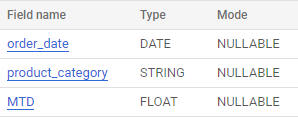 Field name Type Mode
order_date DATE NULLABLE
product_category STRING NULLABLE
MTD FLOAT NULLABLE